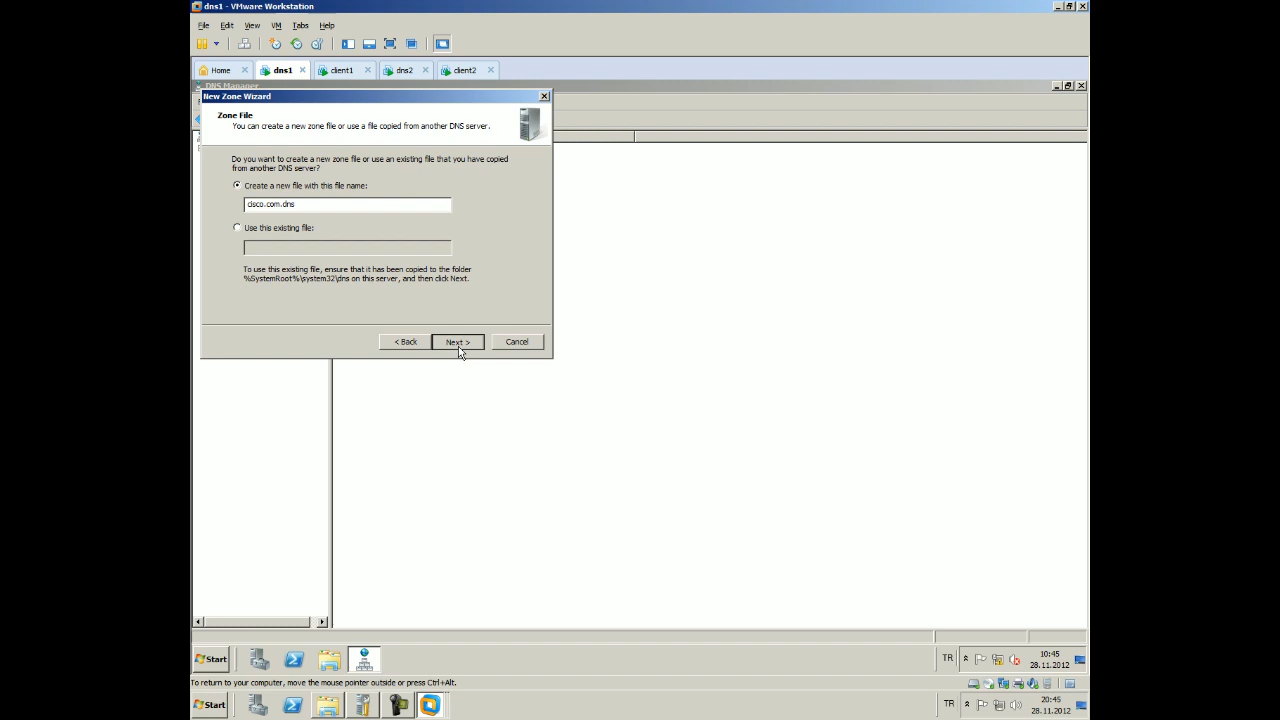 dns1 - VMware Workstation
File Edit View VM Tabs Help
Home dns1 client1 dns2 client2
DNS Manager
New Zone Wizard
Zone File
You can create a new zone file or use a file copied from another DNS server.
Do you want to create a new zone file or use an existing file that you have copied
from another DNS server?
Create a new file with this file name:
cisco.com.dns
Use this existing file:
To use this existing file, ensure that it has been copied to the folder
%SystemRoot%\system32\dns on this server, and then click Next.
< Back Next > Cancel
Start TR 10:45
28.11.2012
To return to your computer, move the mouse pointer outside or press Ctrl+Alt.
Start TR 20:45
28.11.2012